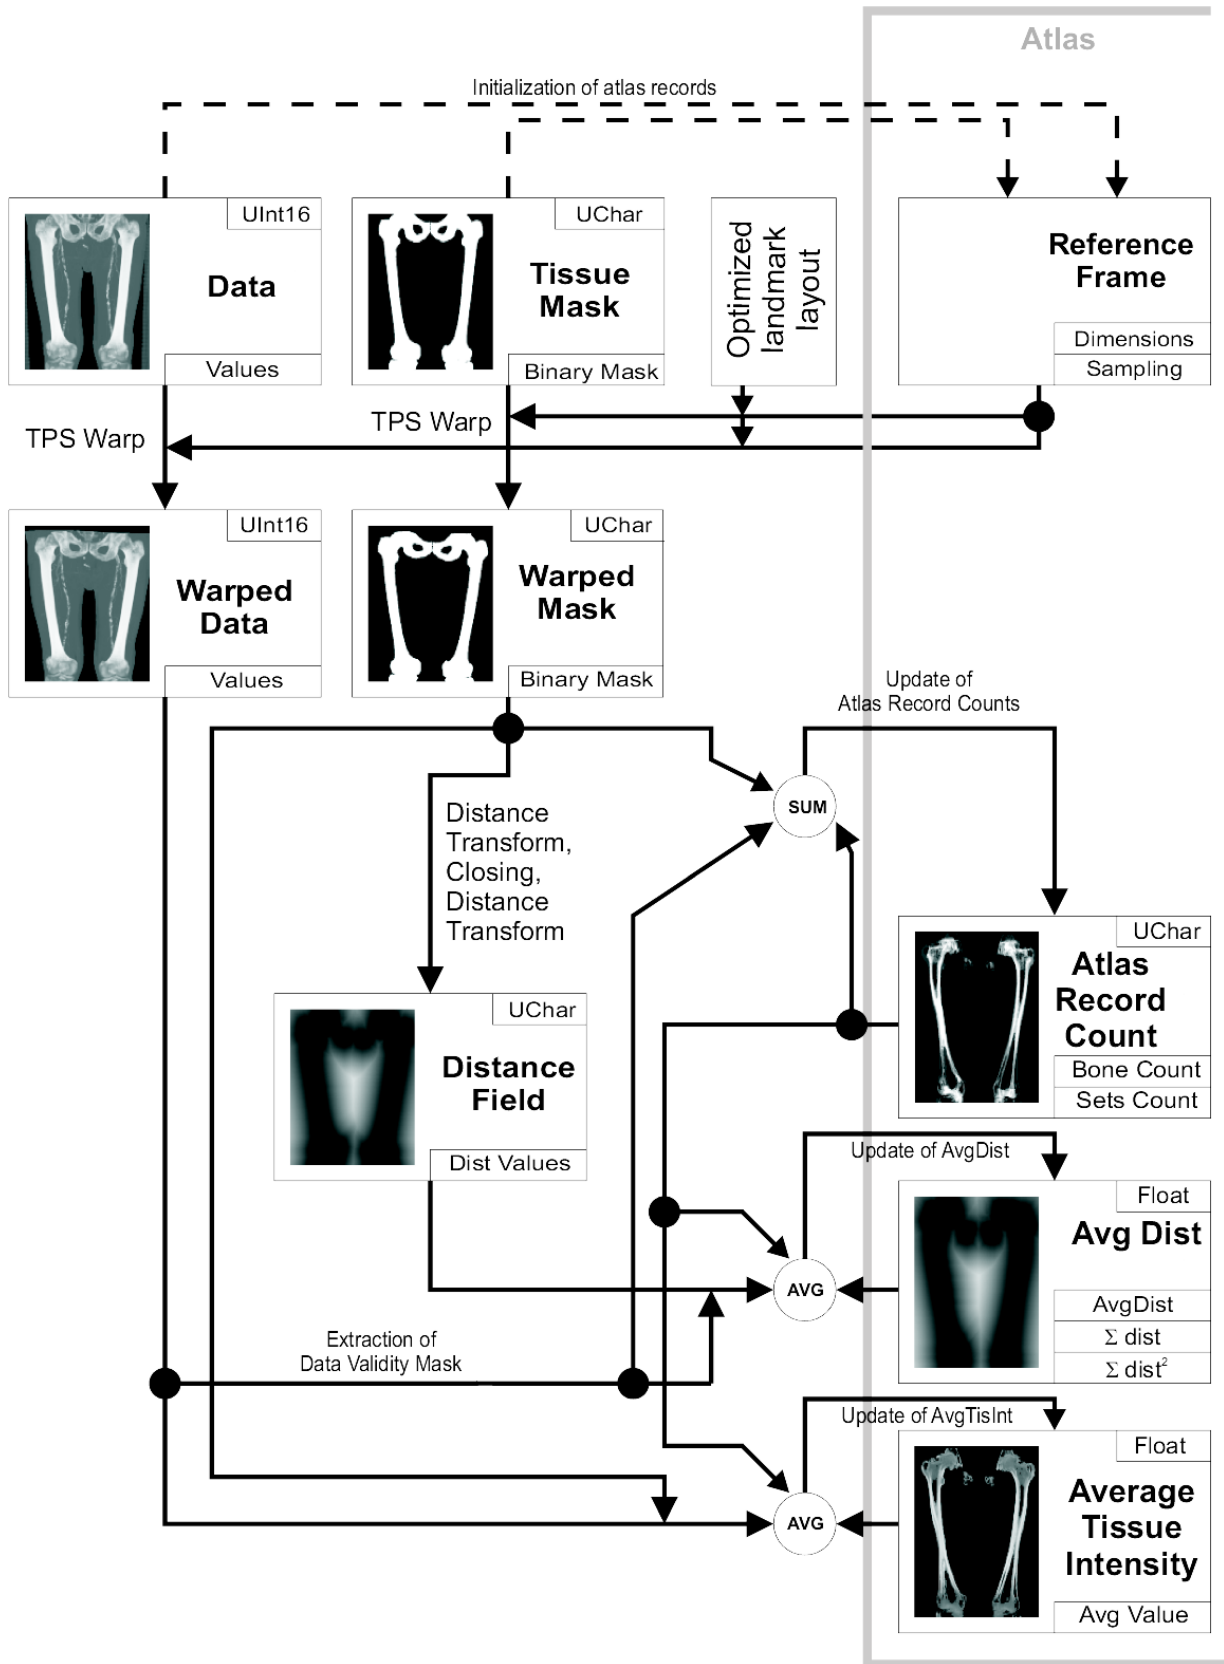 Atlas
Initialization of atlas records
UInt16
Data
Values
UChar
Tissue
Mask
Binary Mask
Optimized
landmark
layout
Reference
Frame
Dimensions
Sampling
TPS Warp
TPS Warp
UInt16
Warped
Data
Values
UChar
Warped
Mask
Binary Mask
Update of
Atlas Record Counts
SUM
Distance
Transform,
Closing,
Distance
Transform
UChar
Atlas
Record
Count
Bone Count
Sets Count
UChar
Distance
Field
Dist Values
Update of AvgDist
Float
Avg Dist
AVG
AvgDist
Σ dist
Σ dist²
Extraction of
Data Validity Mask
Update of AvgTisInt
Float
Average
Tissue
Intensity
AVG
Avg Value